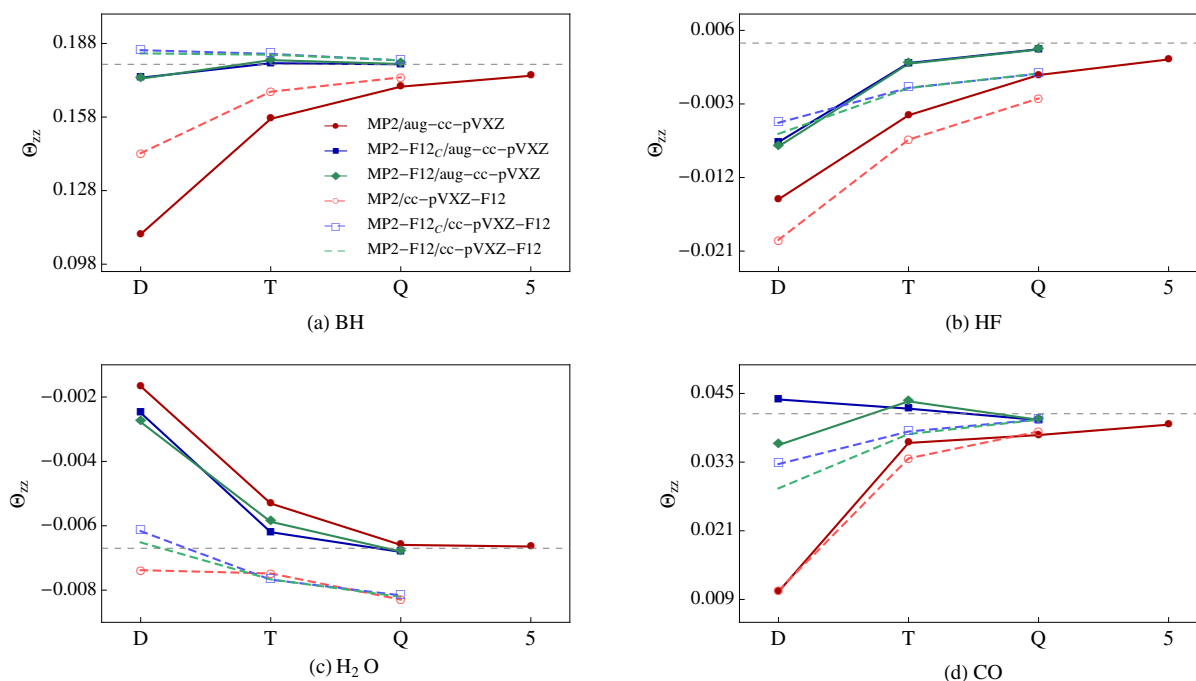 0.188
0.158
0.128
0.098
Θzz
MP2/aug−cc−pVXZ
MP2−F12C/aug−cc−pVXZ
MP2−F12/aug−cc−pVXZ
MP2/cc−pVXZ−F12
MP2−F12C/cc−pVXZ−F12
MP2−F12/cc−pVXZ−F12
D T Q 5
(a) BH
0.006
−0.003
−0.012
−0.021
Θzz
D T Q 5
(b) HF
−0.002
−0.004
−0.006
−0.008
Θzz
D T Q 5
(c) H₂ O
0.045
0.033
0.021
0.009
Θzz
D T Q 5
(d) CO